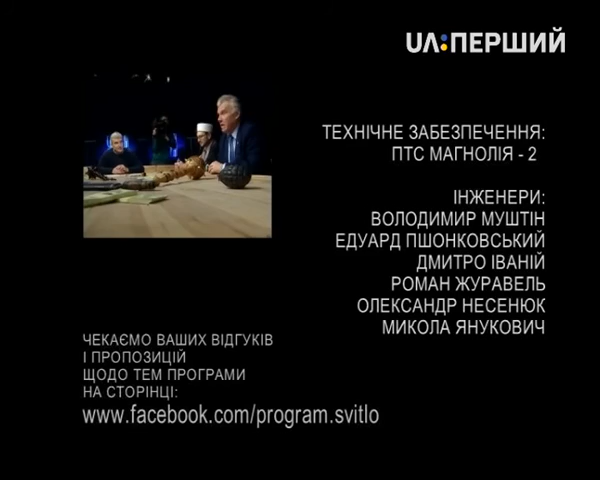 UA:ПЕРШИЙ
ТЕХНІЧНЕ ЗАБЕЗПЕЧЕННЯ:
ПТС МАГНОЛІЯ - 2
ІНЖЕНЕРИ:
ВОЛОДИМИР МУШТІН
ЕДУАРД ПШОНКОВСЬКИЙ
ДМИТРО ІВАНІЙ
РОМАН ЖУРАВЕЛЬ
ОЛЕКСАНДР НЕСЕНЮК
МИКОЛА ЯНУКОВИЧ
ЧЕКАЄМО ВАШИХ ВІДГУКІВ
І ПРОПОЗИЦІЙ
ЩОДО ТЕМ ПРОГРАМИ
НА СТОРІНЦІ:
www.facebook.com/program.svitlo